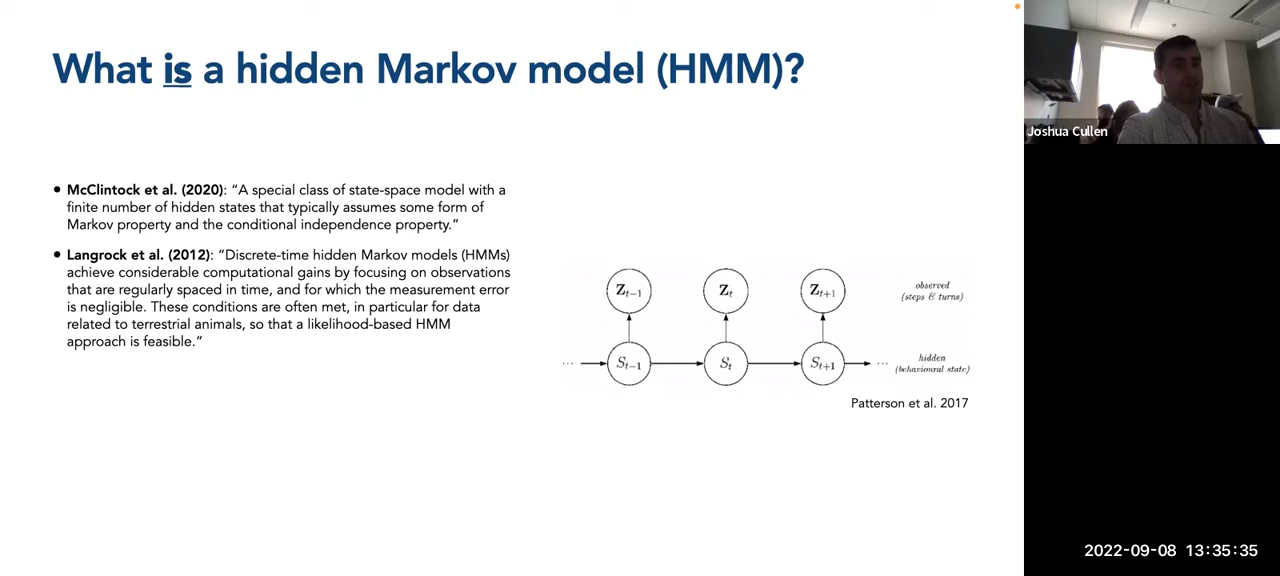 What is a hidden Markov model (HMM)?
Joshua Cullen
• McClintock et al. (2020): “A special class of state-space model with a
finite number of hidden states that typically assumes some form of
Markov property and the conditional independence property.”
• Langrock et al. (2012): “Discrete-time hidden Markov models (HMMs)
achieve considerable computational gains by focusing on observations
that are regularly spaced in time, and for which the measurement error
is negligible. These conditions are often met, in particular for data
related to terrestrial animals, so that a likelihood-based HMM
approach is feasible.”
Z_{t−1} Z_t Z_{t+1} observed
(steps & turns)
... S_{t−1} S_t S_{t+1} ... hidden
(behavioural state)
Patterson et al. 2017
2022-09-08 13:35:35